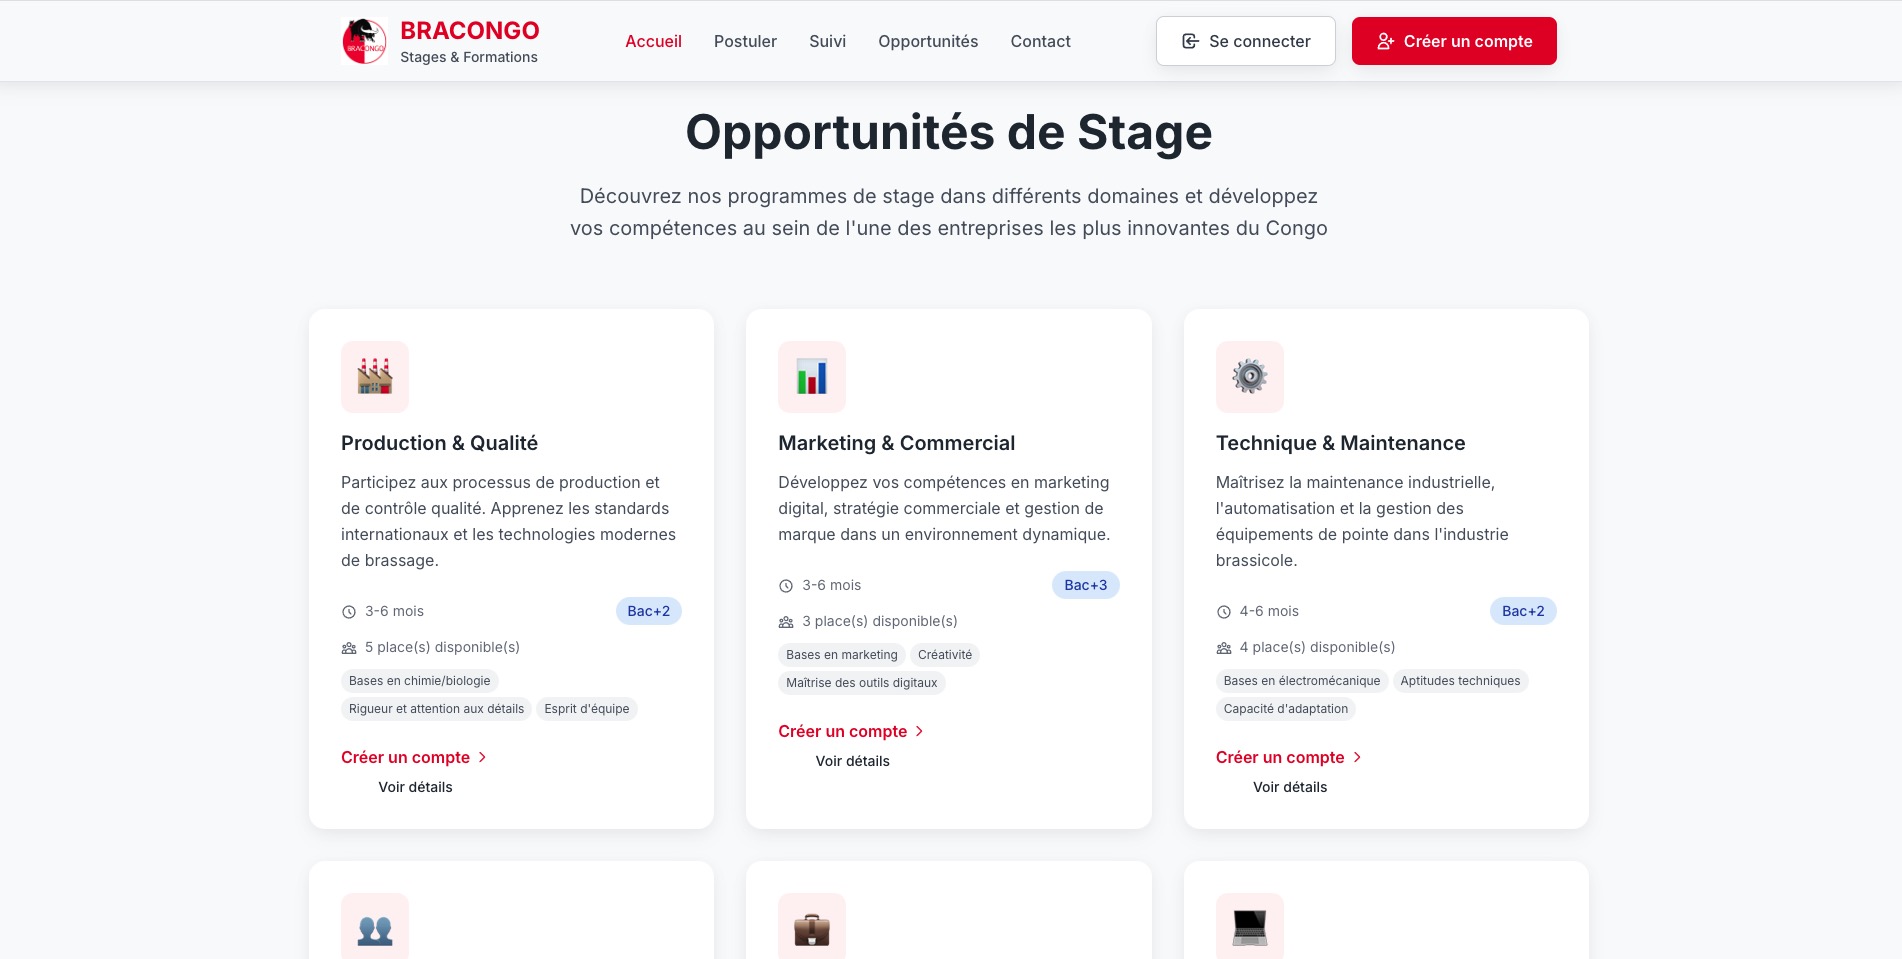 BRACONGO
BRACONGO
Stages & Formations
Accueil
Postuler
Suivi
Opportunités
Contact
Se connecter
Créer un compte
Opportunités de Stage
Découvrez nos programmes de stage dans différents domaines et développez
vos compétences au sein de l'une des entreprises les plus innovantes du Congo
Production & Qualité
Participez aux processus de production et
de contrôle qualité. Apprenez les standards
internationaux et les technologies modernes
de brassage.
3-6 mois
Bac+2
5 place(s) disponible(s)
Bases en chimie/biologie
Rigueur et attention aux détails
Esprit d'équipe
Créer un compte
Voir détails
Marketing & Commercial
Développez vos compétences en marketing
digital, stratégie commerciale et gestion de
marque dans un environnement dynamique.
3-6 mois
Bac+3
3 place(s) disponible(s)
Bases en marketing
Créativité
Maîtrise des outils digitaux
Créer un compte
Voir détails
Technique & Maintenance
Maîtrisez la maintenance industrielle,
l'automatisation et la gestion des
équipements de pointe dans l'industrie
brassicole.
4-6 mois
Bac+2
4 place(s) disponible(s)
Bases en électromécanique
Aptitudes techniques
Capacité d'adaptation
Créer un compte
Voir détails